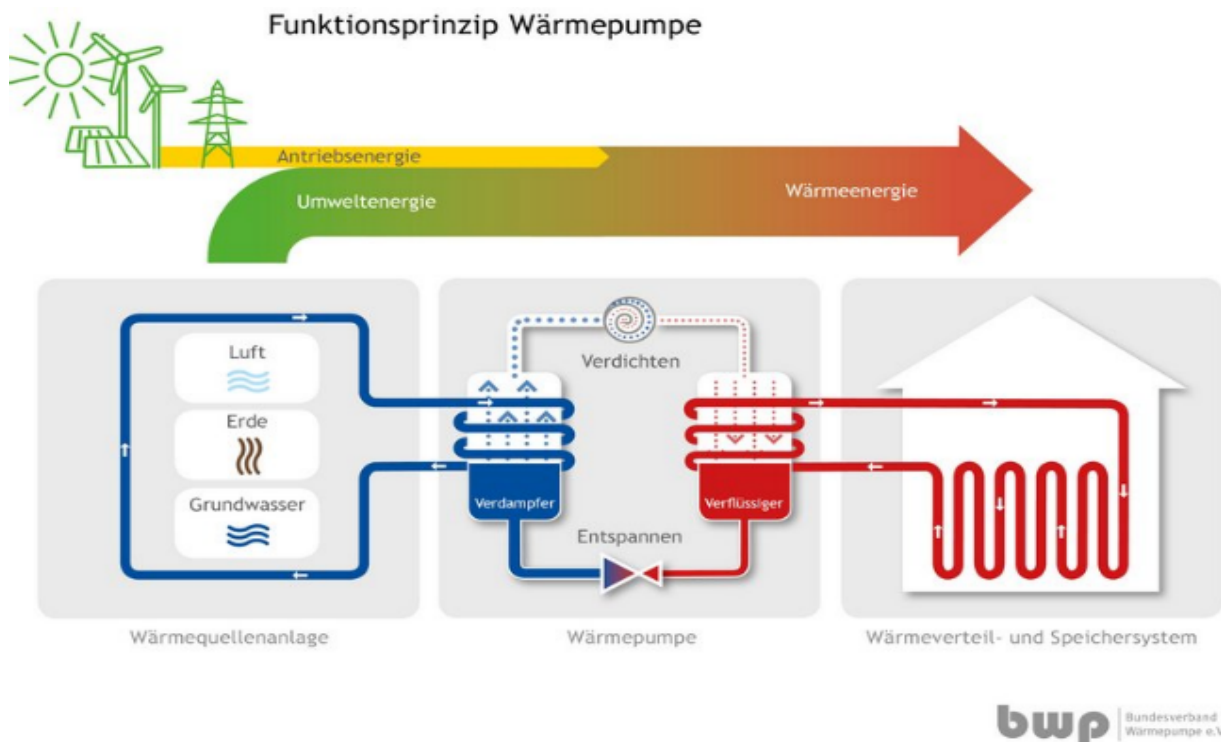 Funktionsprinzip Wärmepumpe
Antriebsenergie
Umweltenergie
Wärmeenergie
Luft
Erde
Grundwasser
Verdichten
Verdampfer
Verflüssiger
Entspannen
Wärmequellenanlage
Wärmepumpe
Wärmeverteil- und Speichersystem
bwp
Bundesverband
Wärmepumpe e.V.